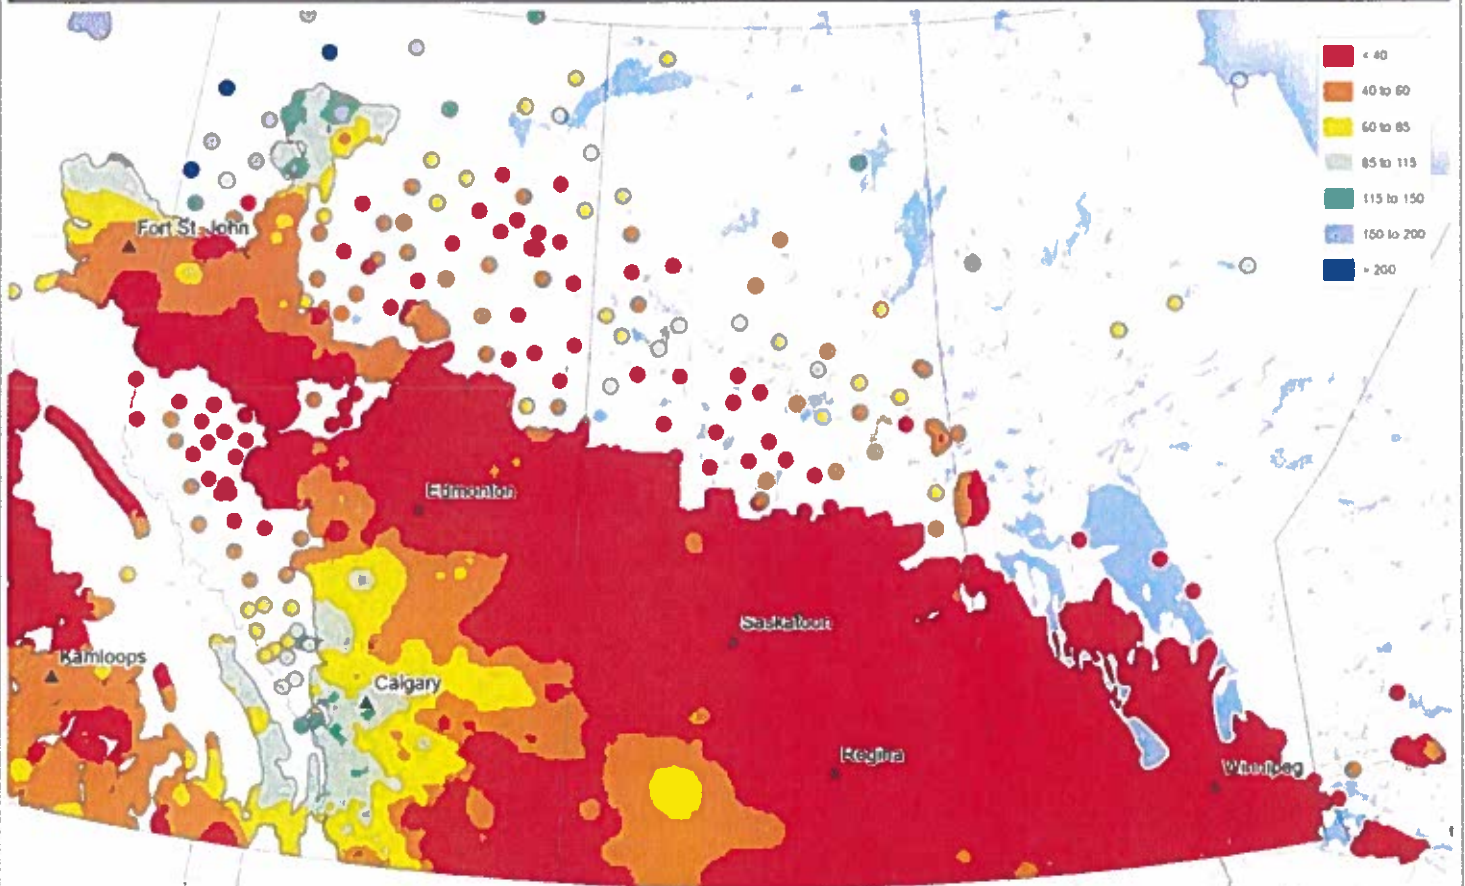 < 40
40 to 60
60 to 85
85 to 115
115 to 150
150 to 200
> 200
Fort St. John
Edmonton
Saskatoon
Kamloops
Calgary
Regina
Winnipeg